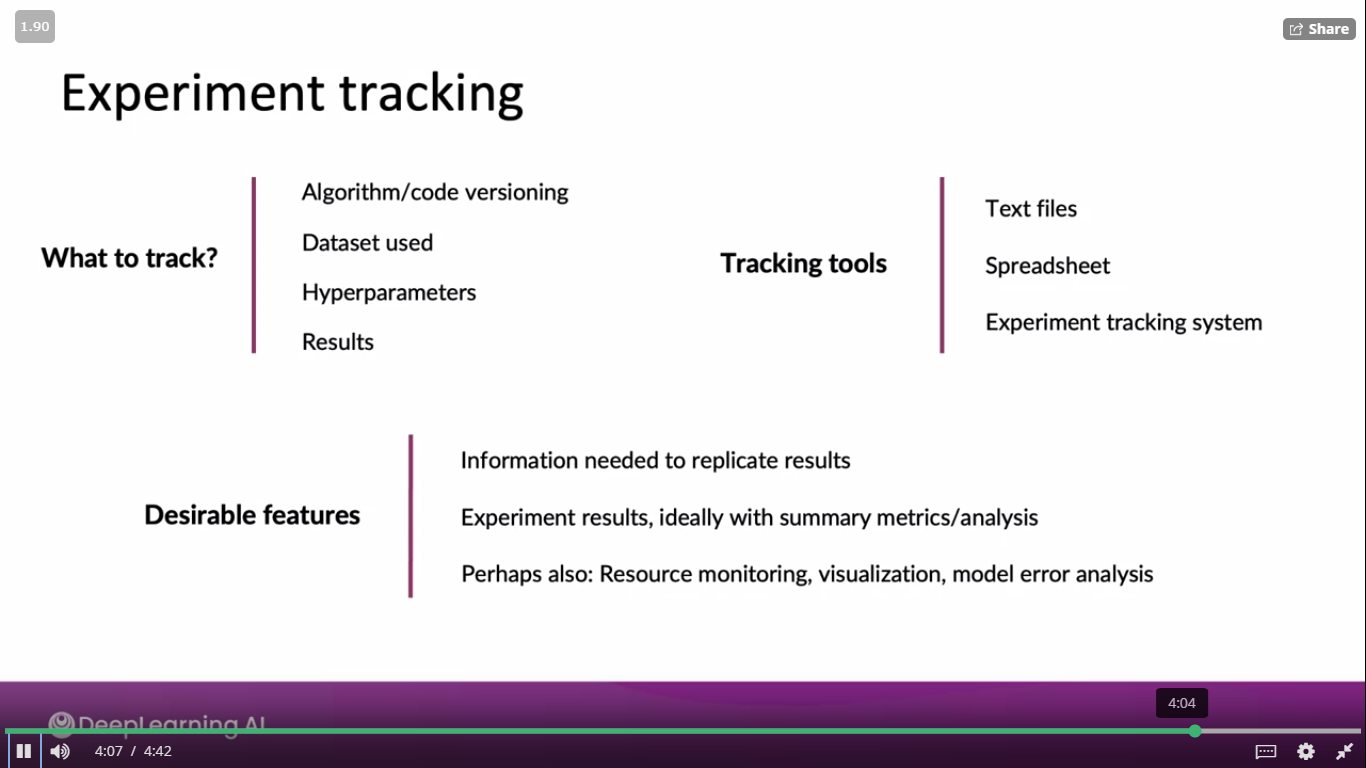 1.90
Share
Experiment tracking
What to track?
Algorithm/code versioning
Dataset used
Hyperparameters
Results
Tracking tools
Text files
Spreadsheet
Experiment tracking system
Desirable features
Information needed to replicate results
Experiment results, ideally with summary metrics/analysis
Perhaps also: Resource monitoring, visualization, model error analysis
DeepLearning.AI
4:04
4:07 / 4:42